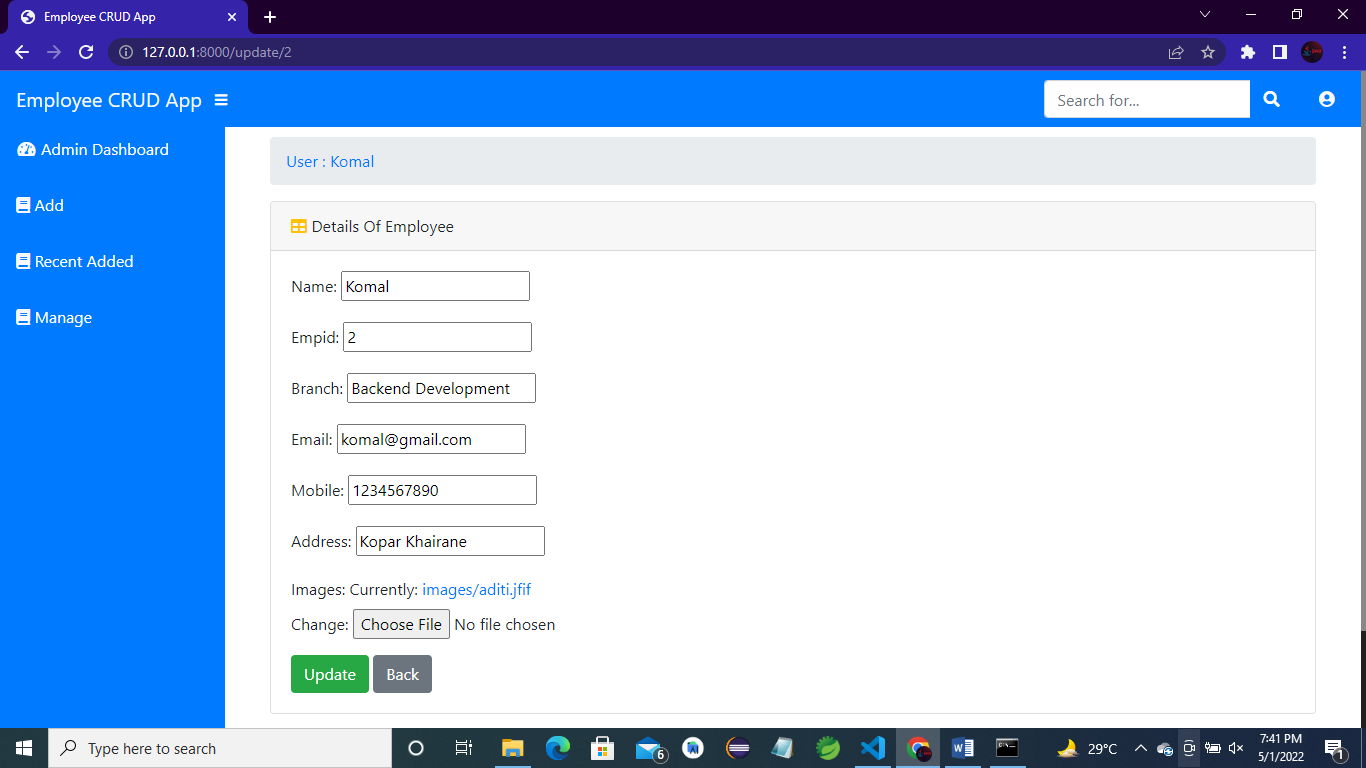 Employee CRUD App
127.0.0.1:8000/update/2
Employee CRUD App
Search for...
Admin Dashboard
Add
Recent Added
Manage
User : Komal
Details Of Employee
Name: Komal
Empid: 2
Branch: Backend Development
Email: komal@gmail.com
Mobile: 1234567890
Address: Kopar Khairane
Images: Currently: images/aditi.jfif
Change: Choose File No file chosen
Update Back
Type here to search
6
29°C
7:41 PM
5/1/2022
1